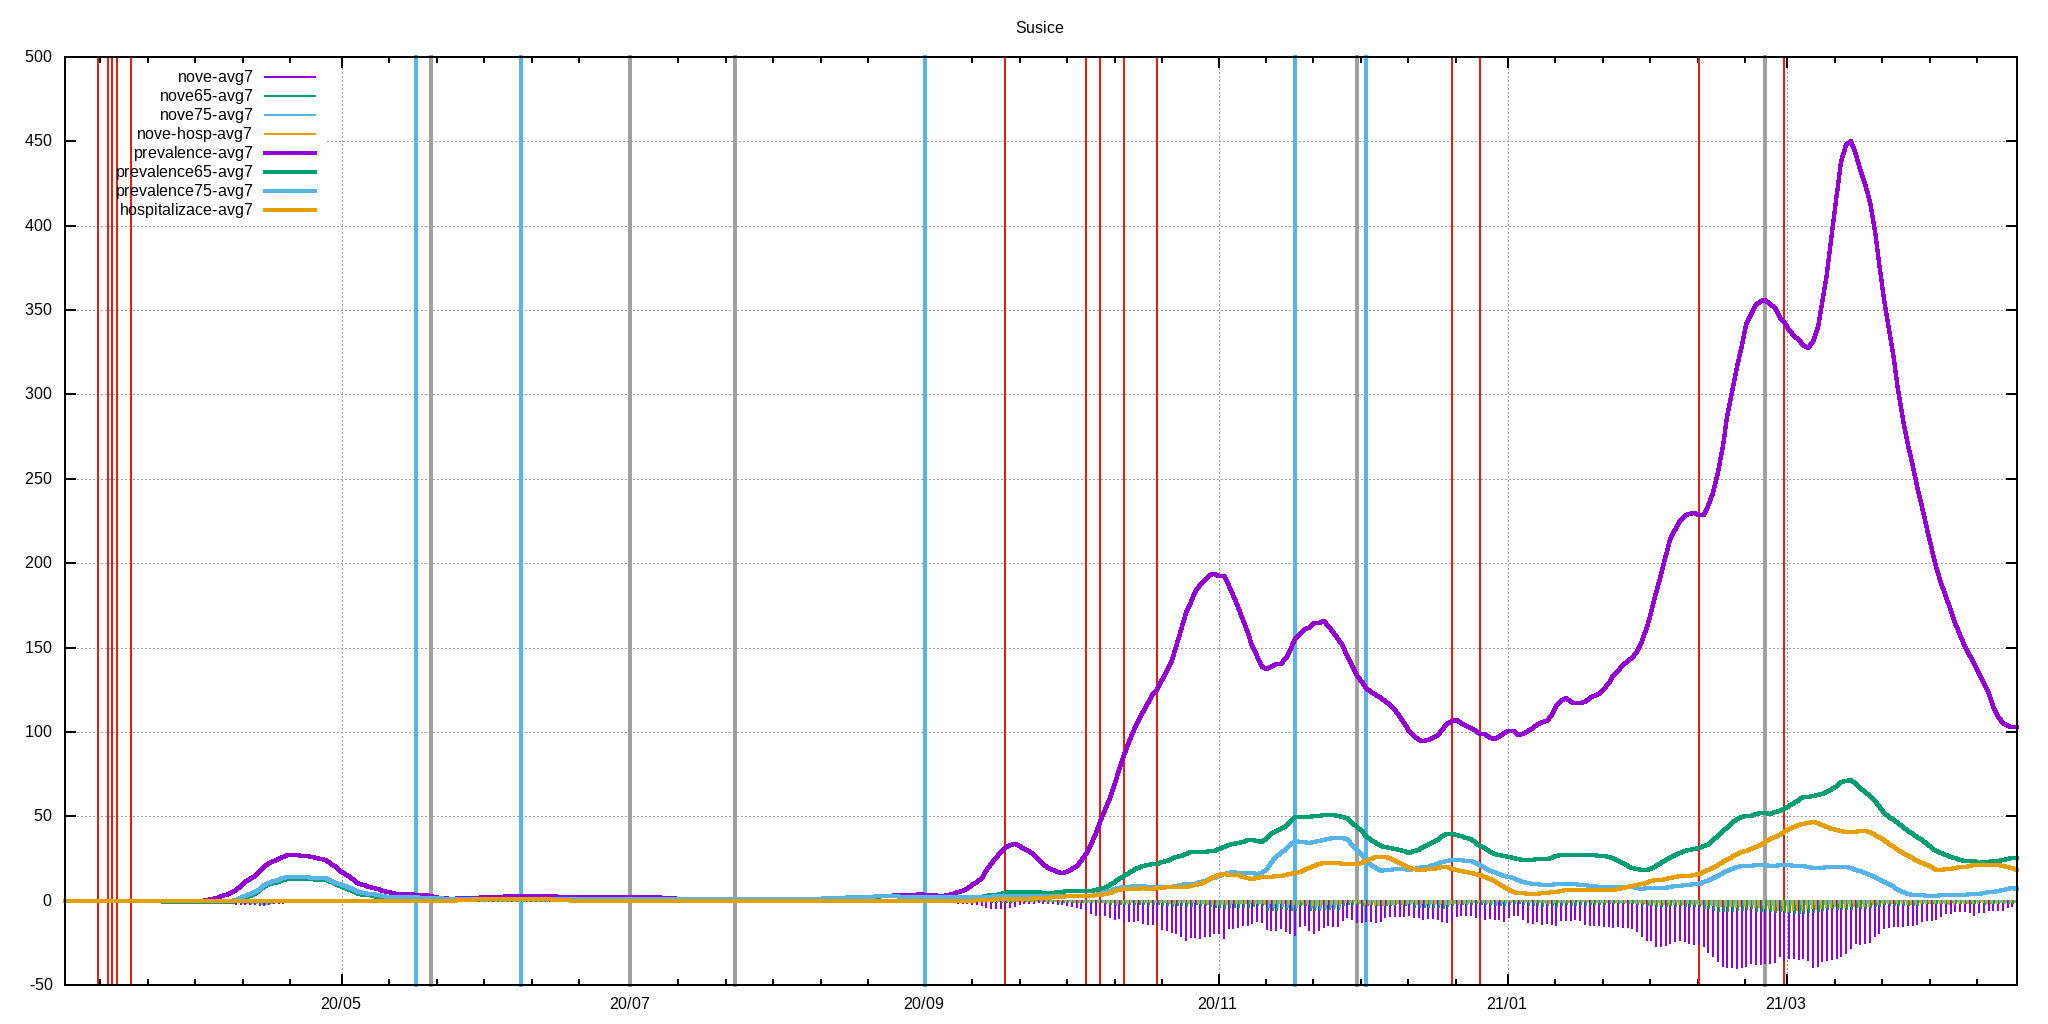 Susice
500
450
400
350
300
250
200
150
100
50
0
-50
nove-avg7
nove65-avg7
nove75-avg7
nove-hosp-avg7
prevalence-avg7
prevalence65-avg7
prevalence75-avg7
hospitalizace-avg7
20/05 20/07 20/09 20/11 21/01 21/03